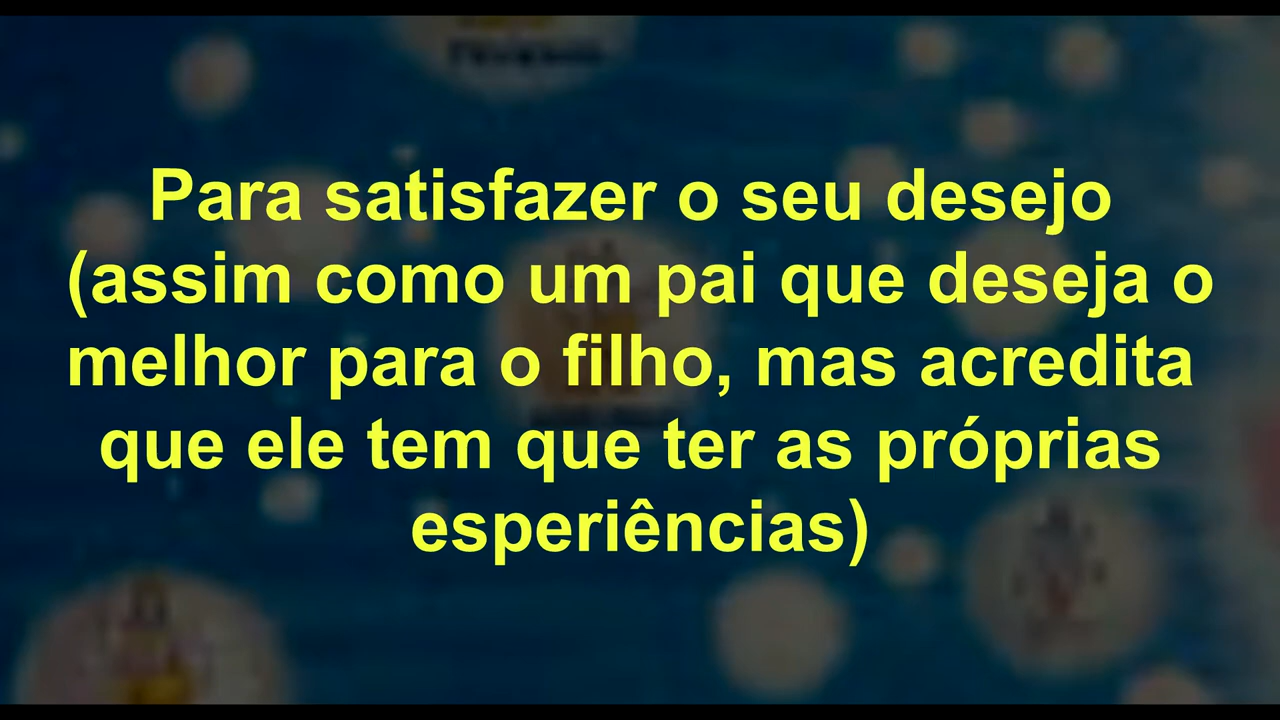 Para satisfazer o seu desejo
(assim como um pai que deseja o
melhor para o filho, mas acredita
que ele tem que ter as próprias
esperiências)